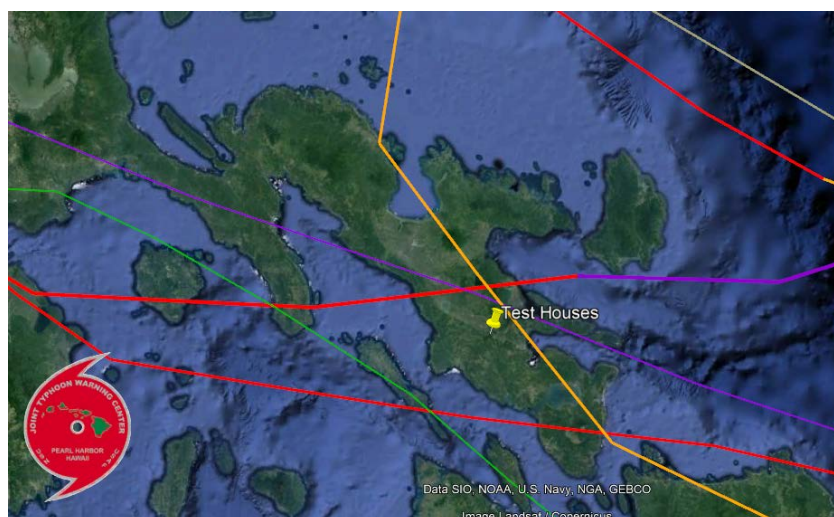 Test Houses
JOINT TYPHOON WARNING CENTER
PEARL HARBOR
HAWAII
Data SIO, NOAA, U.S. Navy, NGA, GEBCO
Image Landsat / Copernicus